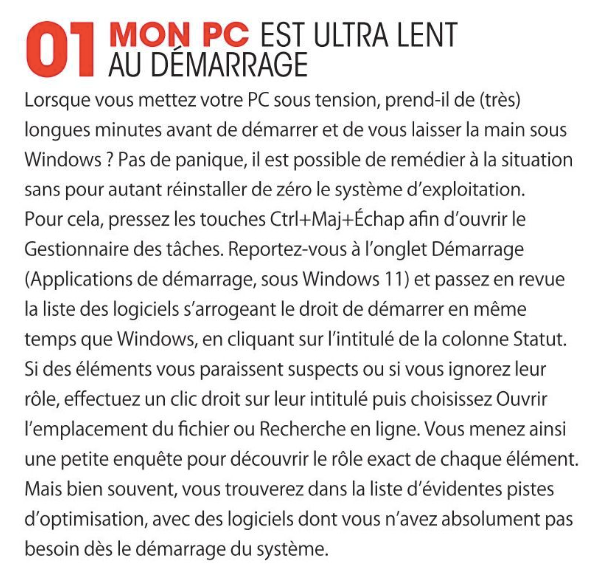 01 MON PC EST ULTRA LENT
AU DÉMARRAGE
Lorsque vous mettez votre PC sous tension, prend-il de (très)
longues minutes avant de démarrer et de vous laisser la main sous
Windows ? Pas de panique, il est possible de remédier à la situation
sans pour autant réinstaller de zéro le système d’exploitation.
Pour cela, pressez les touches Ctrl+Maj+Échap afin d’ouvrir le
Gestionnaire des tâches. Reportez-vous à l’onglet Démarrage
(Applications de démarrage, sous Windows 11) et passez en revue
la liste des logiciels s’arrogeant le droit de démarrer en même
temps que Windows, en cliquant sur l’intitulé de la colonne Statut.
Si des éléments vous paraissent suspects ou si vous ignorez leur
rôle, effectuez un clic droit sur leur intitulé puis choisissez Ouvrir
l’emplacement du fichier ou Recherche en ligne. Vous menez ainsi
une petite enquête pour découvrir le rôle exact de chaque élément.
Mais bien souvent, vous trouverez dans la liste d’évidentes pistes
d’optimisation, avec des logiciels dont vous n’avez absolument pas
besoin dès le démarrage du système.